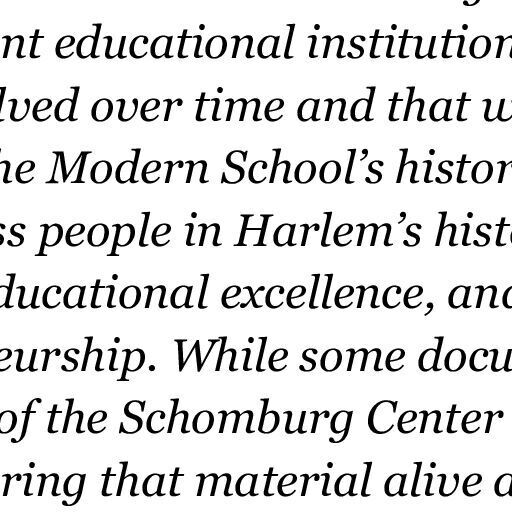 nt educational institution
lved over time and that w
he Modern School’s histor
ss people in Harlem’s hist
ducational excellence, and
eurship. While some docu
of the Schomburg Center
ring that material alive a